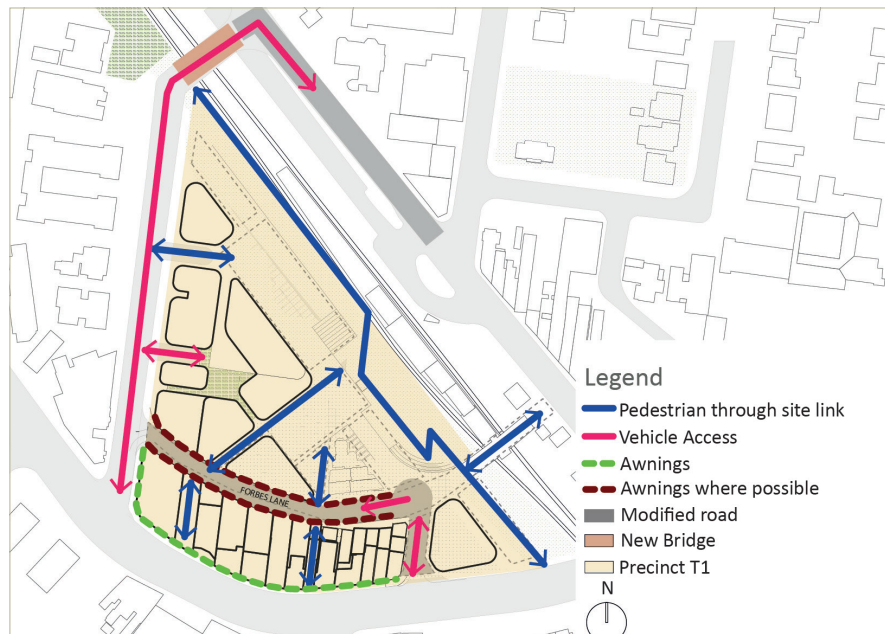 FORBES LANE
Legend
Pedestrian through site link
Vehicle Access
Awnings
Awnings where possible
Modified road
New Bridge
Precinct T1
N